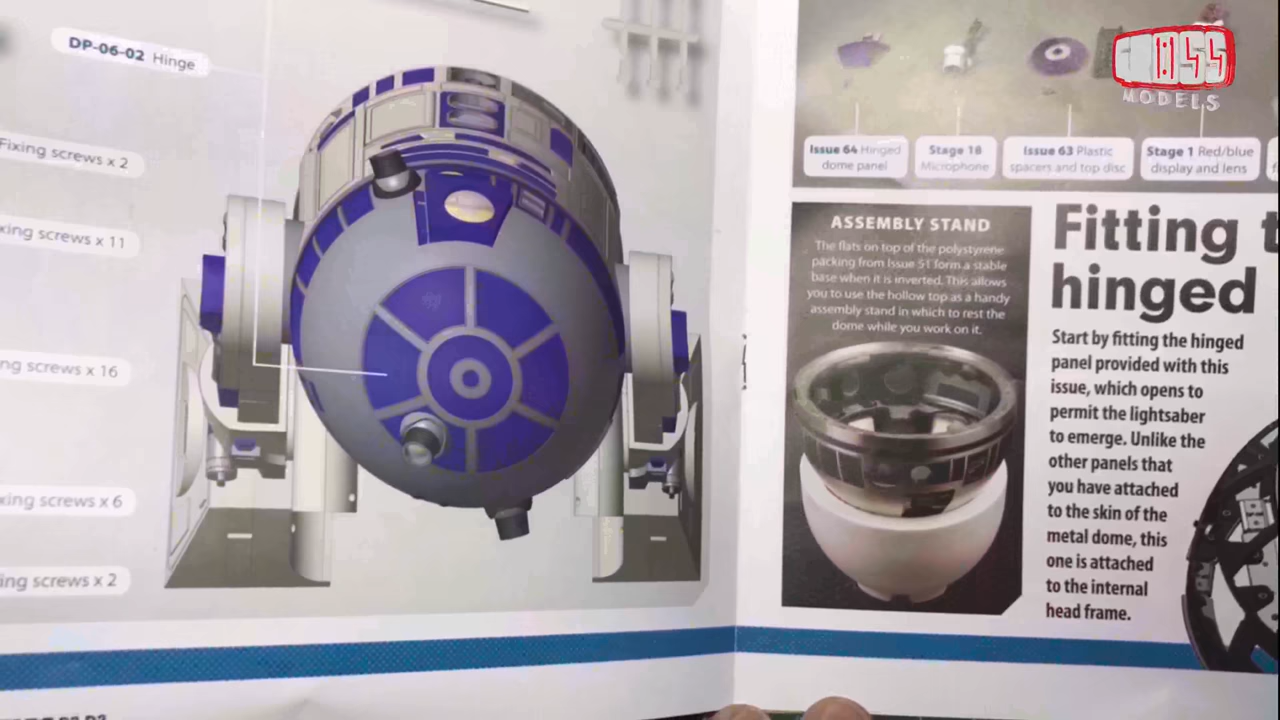 DP-06-02 Hinge
Fixing screws x 2
xing screws x 11
ng screws x 16
xing screws x 6
ing screws x 2
MODELS
Issue 64 Hinged
dome panel
Stage 18
Microphone
Issue 63 Plastic
spacers and top disc
Stage 1 Red/blue
display and lens
ASSEMBLY STAND
The flats on top of the polystyrene
packing from Issue 51 form a stable
base when it is inverted. This allows
you to use the hollow top as a handy
assembly stand in which to rest the
dome while you work on it.
Fitting t
hinged
Start by fitting the hinged
panel provided with this
issue, which opens to
permit the lightsaber
to emerge. Unlike the
other panels that
you have attached
to the skin of the
metal dome, this
one is attached
to the internal
head frame.